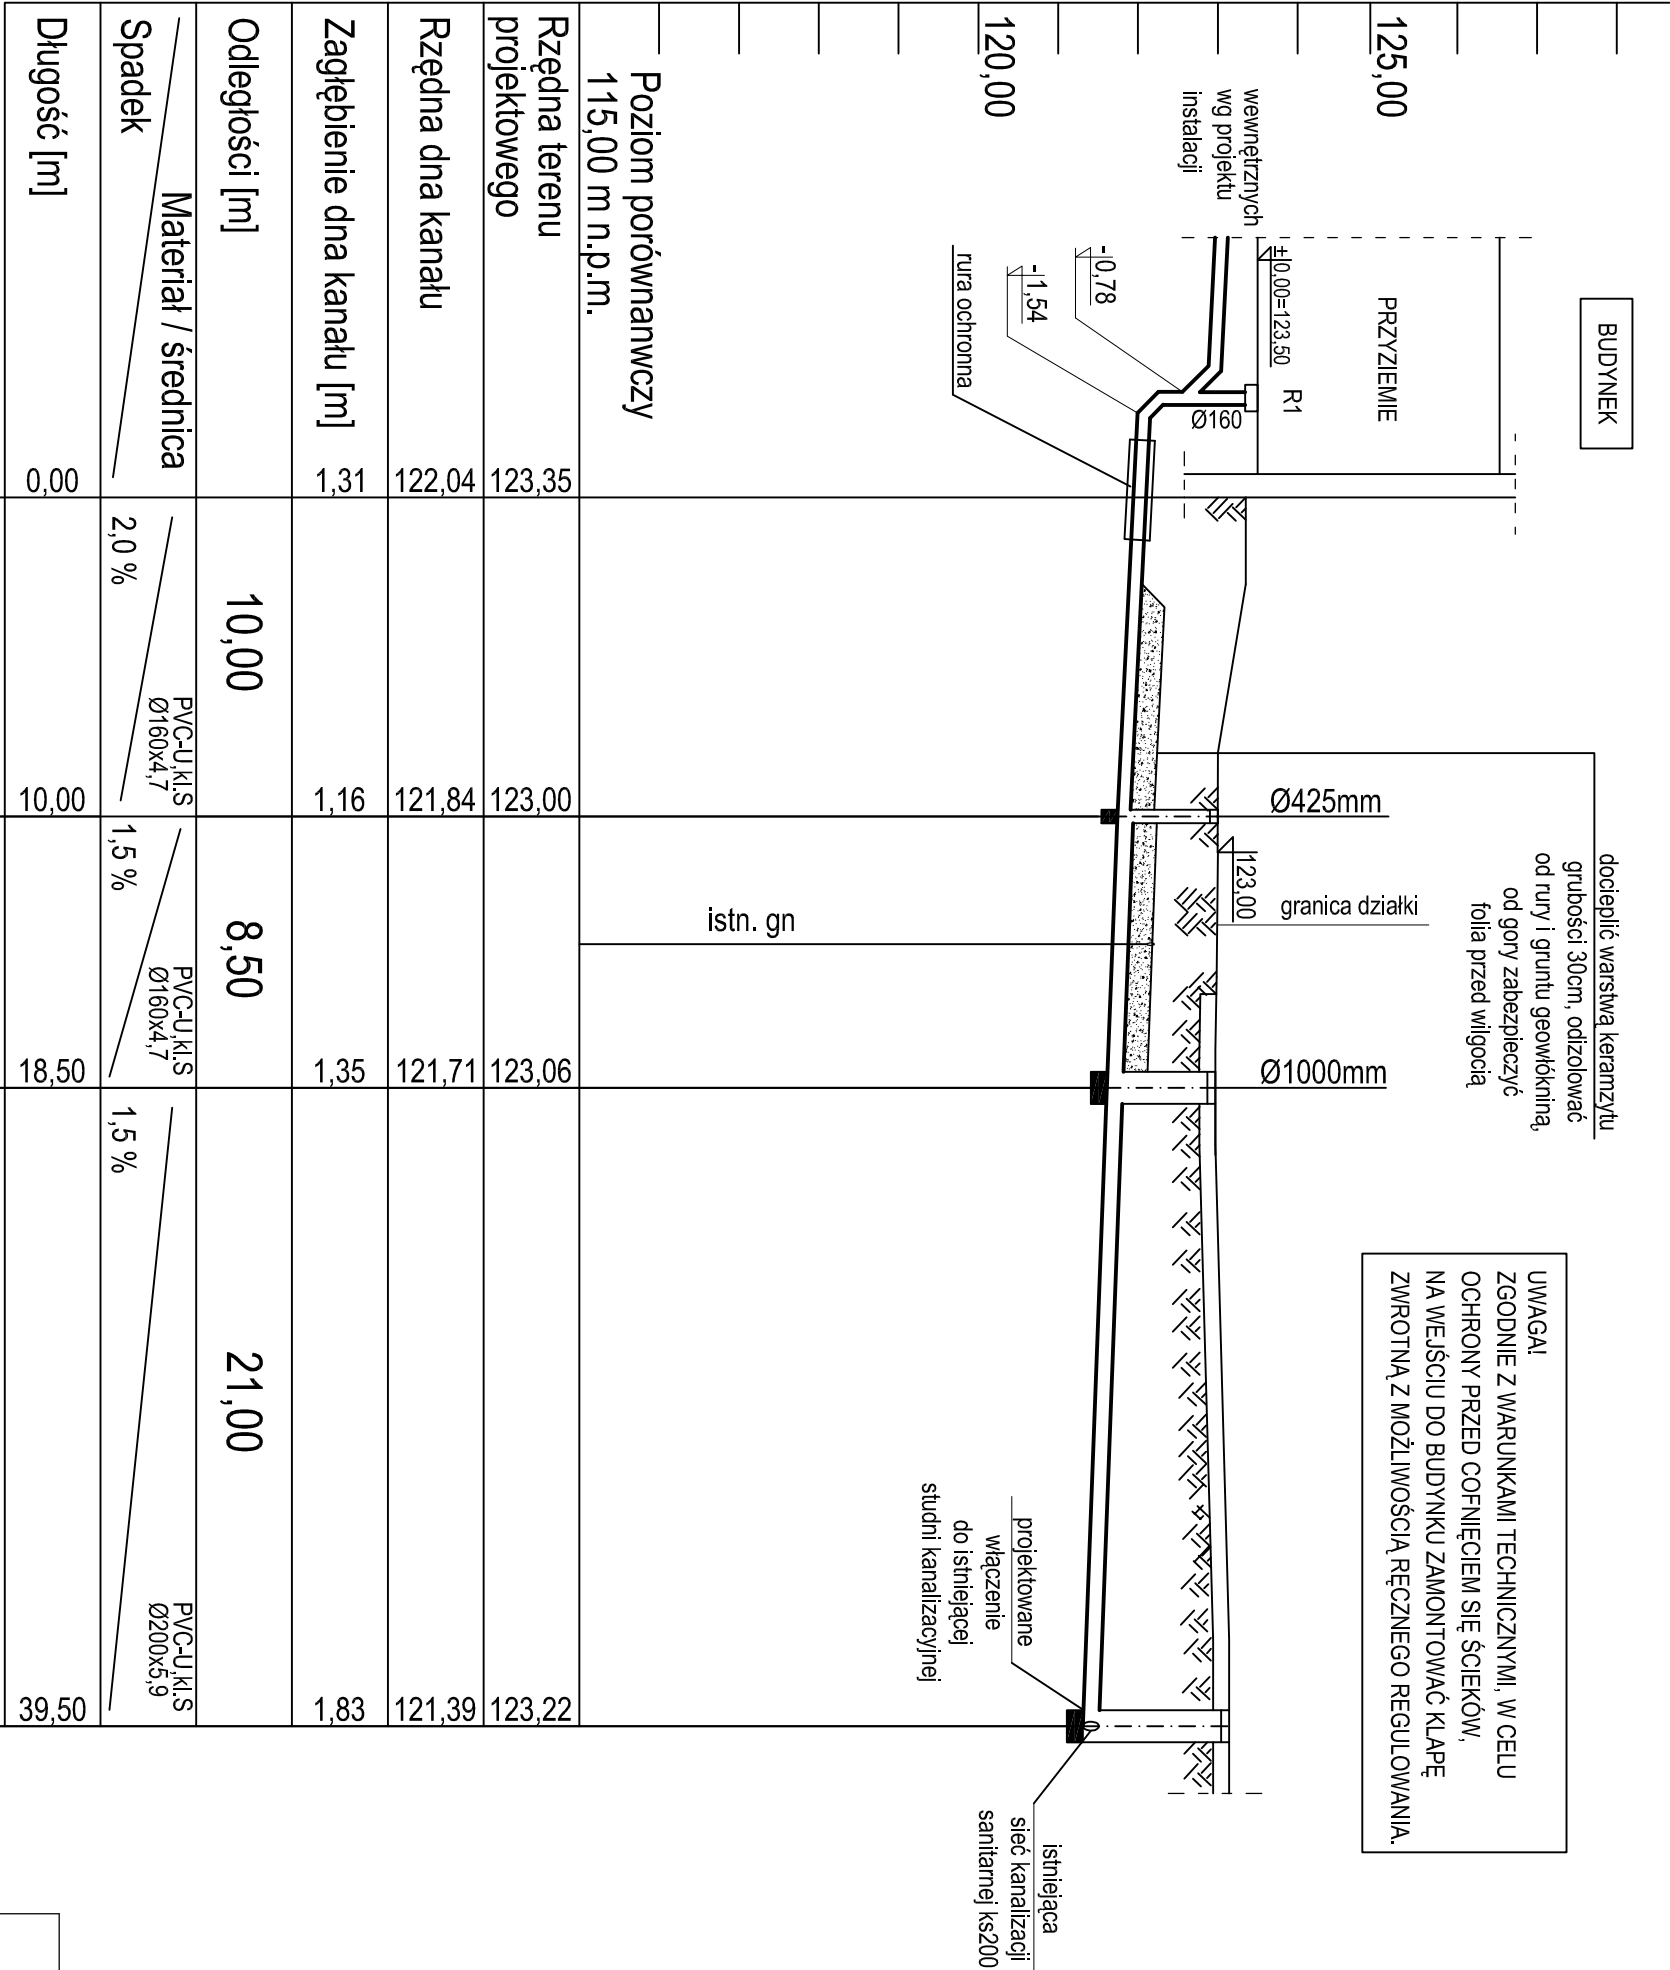 BUDYNEK
PRZYZIEMIE
R1
±0,00=123,50
Ø160
wewnętrznych
wg projektu
instalacji
-0,78
-1,54
rura ochronna
125,00
120,00
docieplić warstwą keramzytu
grubości 30cm, odizolować
od rury i gruntu geowłókniną,
od gory zabezpieczyć
folia przed wilgocią
Ø425mm
123,00
granica działki
Ø1000mm
istn. gn
UWAGA!
ZGODNIE Z WARUNKAMI TECHNICZNYMI, W CELU
OCHRONY PRZED COFNIĘCIEM SIĘ ŚCIEKÓW,
NA WEJŚCIU DO BUDYNKU ZAMONTOWAĆ KLAPĘ
ZWROTNĄ Z MOŻLIWOŚCIĄ RĘCZNEGO REGULOWANIA.
projektowane
włączenie
do istniejącej
studni kanalizacyjnej
istniejąca
sieć kanalizacji
sanitarnej ks200
Poziom porównanwczy
115,00 m n.p.m.
Rzędna terenu
projektowego
123,35
123,00
123,06
123,22
Rzędna dna kanału
122,04
121,84
121,71
121,39
Zagłębienie dna kanału [m]
1,31
1,16
1,35
1,83
Odległości [m]
10,00
8,50
21,00
Materiał / średnica
Spadek
PVC-U,kl.S
Ø160x4,7
2,0 %
PVC-U,kl.S
Ø160x4,7
1,5 %
PVC-U,kl.S
Ø200x5,9
1,5 %
Długość [m]
0,00
10,00
18,50
39,50